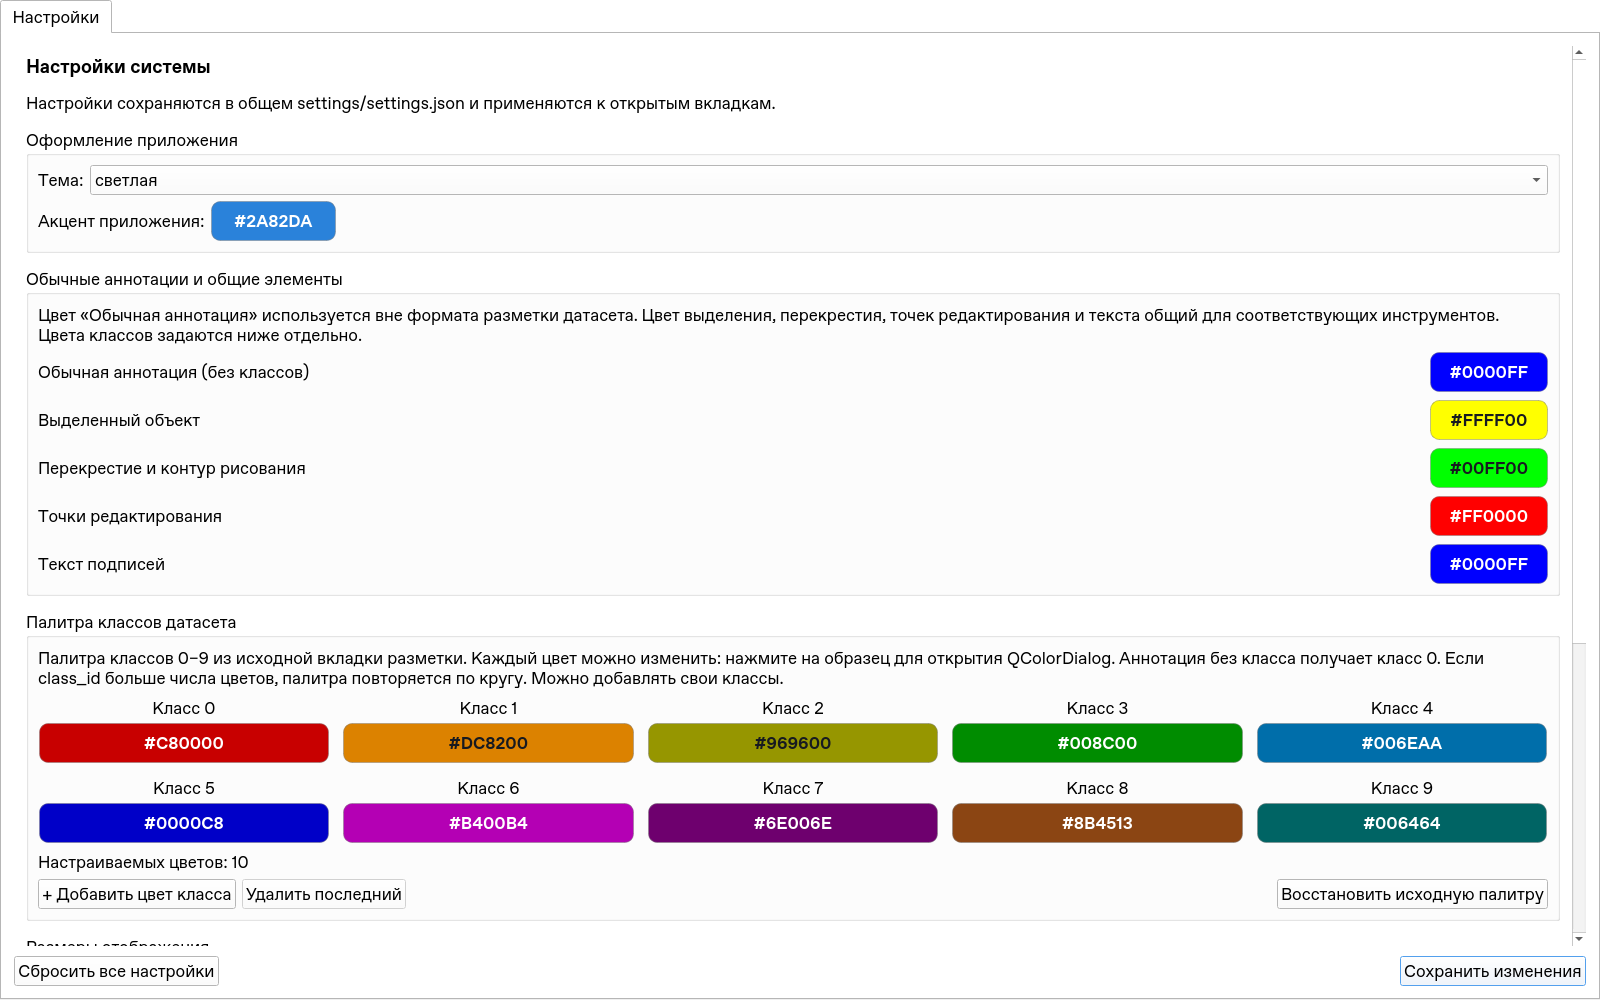 Настройки
Настройки системы
Настройки сохраняются в общем settings/settings.json и применяются к открытым вкладкам.
Оформление приложения
Тема: светлая
Акцент приложения: #2A82DA
Обычные аннотации и общие элементы
Цвет «Обычная аннотация» используется вне формата разметки датасета. Цвет выделения, перекрестия, точек редактирования и текста общий для соответствующих инструментов.
Цвета классов задаются ниже отдельно.
Обычная аннотация (без классов) #0000FF
Выделенный объект #FFFF00
Перекрестие и контур рисования #00FF00
Точки редактирования #FF0000
Текст подписей #0000FF
Палитра классов датасета
Палитра классов 0–9 из исходной вкладки разметки. Каждый цвет можно изменить: нажмите на образец для открытия QColorDialog. Аннотация без класса получает класс 0. Если
class_id больше числа цветов, палитра повторяется по кругу. Можно добавлять свои классы.
Класс 0 Класс 1 Класс 2 Класс 3 Класс 4
#C80000 #DC8200 #969600 #008C00 #006EAA
Класс 5 Класс 6 Класс 7 Класс 8 Класс 9
#0000C8 #B400B4 #6E006E #8B4513 #006464
Настраиваемых цветов: 10
+ Добавить цвет класса Удалить последний Восстановить исходную палитру
Размеры отображения
Сбросить все настройки Сохранить изменения